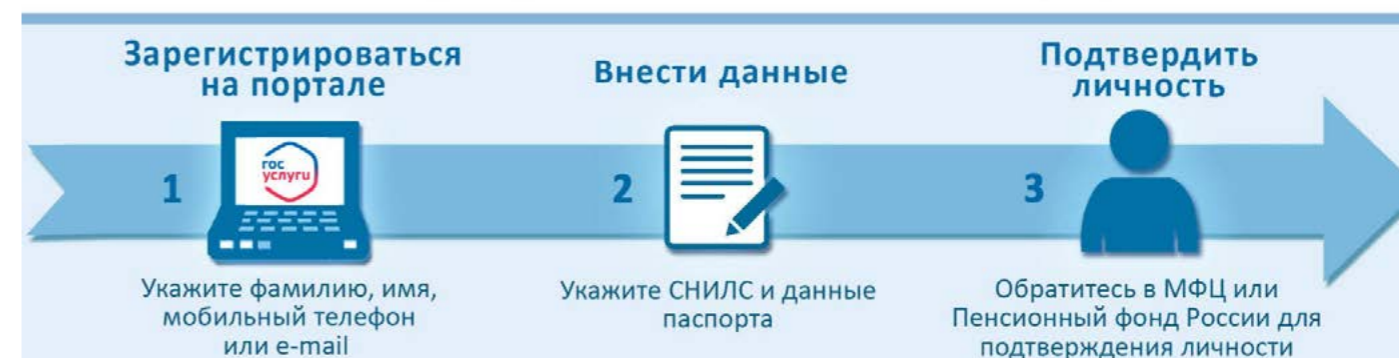 Зарегистрироваться
на портале
1
гос
услуги
Укажите фамилию, имя,
мобильный телефон
или e-mail
Внести данные
2
Укажите СНИЛС и данные
паспорта
Подтвердить
личность
3
Обратитесь в МФЦ или
Пенсионный фонд России для
подтверждения личности